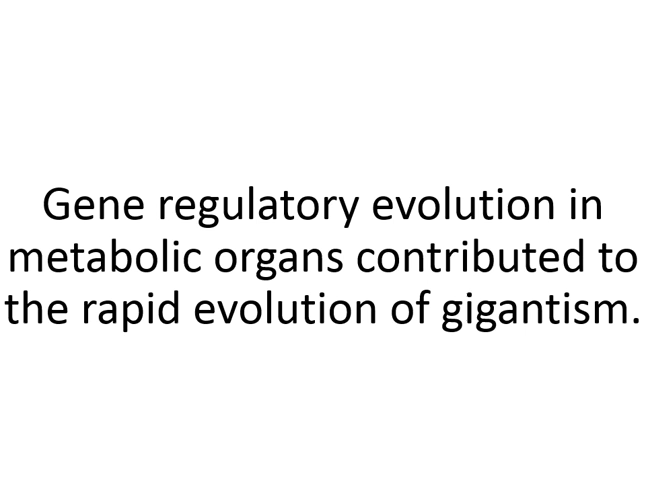 Gene regulatory evolution in
metabolic organs contributed to
the rapid evolution of gigantism.